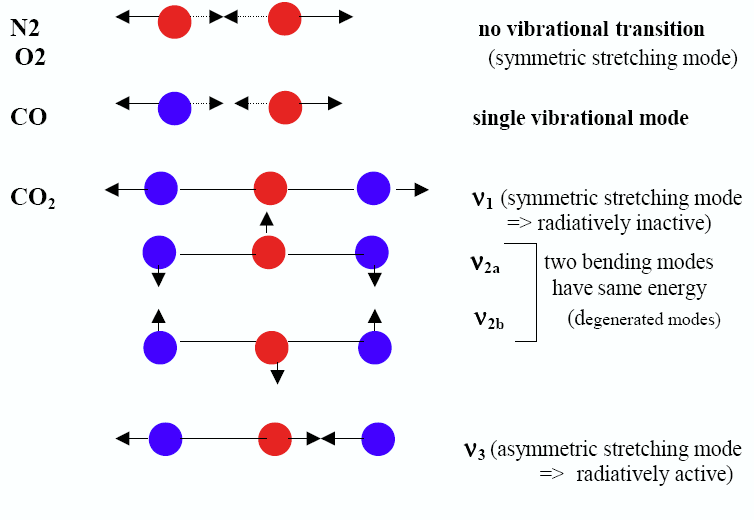 N2 no vibrational transition
O2 (symmetric stretching mode)
CO single vibrational mode
CO₂ ν₁ (symmetric stretching mode
=> radiatively inactive)
ν₂ₐ two bending modes
have same energy
ν₂b (degenerated modes)
ν₃ (asymmetric stretching mode
=> radiatively active)